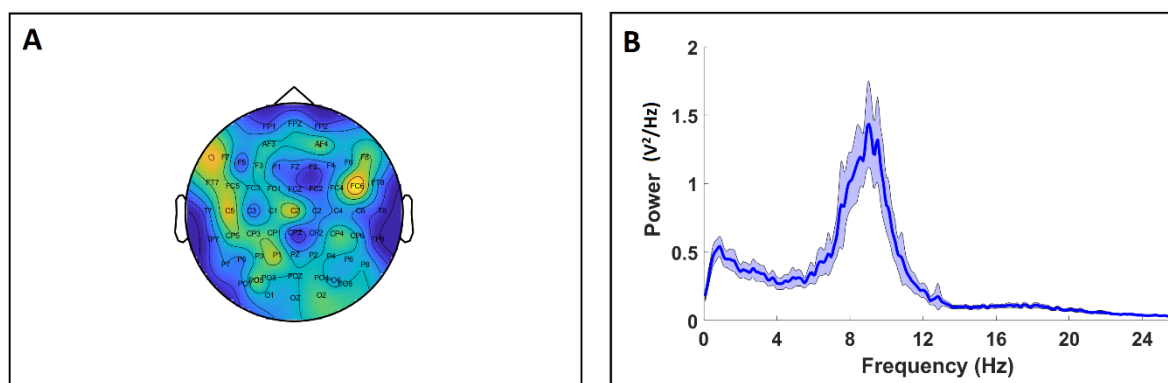 A
FP1 FPZ FP2
AF3 AF4
F7 F5 F3 F1 FZ F2 F4 F6 F8
FT7 FC5 FC3 FC1 FCZ FC2 FC4 FC6 FT8
T7 C5 C3 C1 CZ C2 C4 C6 T8
TP7 CP5 CP3 CP1 CPZ CP2 CP4 CP6 TP8
P7 P5 P3 P1 PZ P2 P4 P6 P8
PO3 POZ PO4
O1 OZ O2
B
Power (V²/Hz)
2
1.5
1
0.5
0
0 4 8 12 16 20 24
Frequency (Hz)